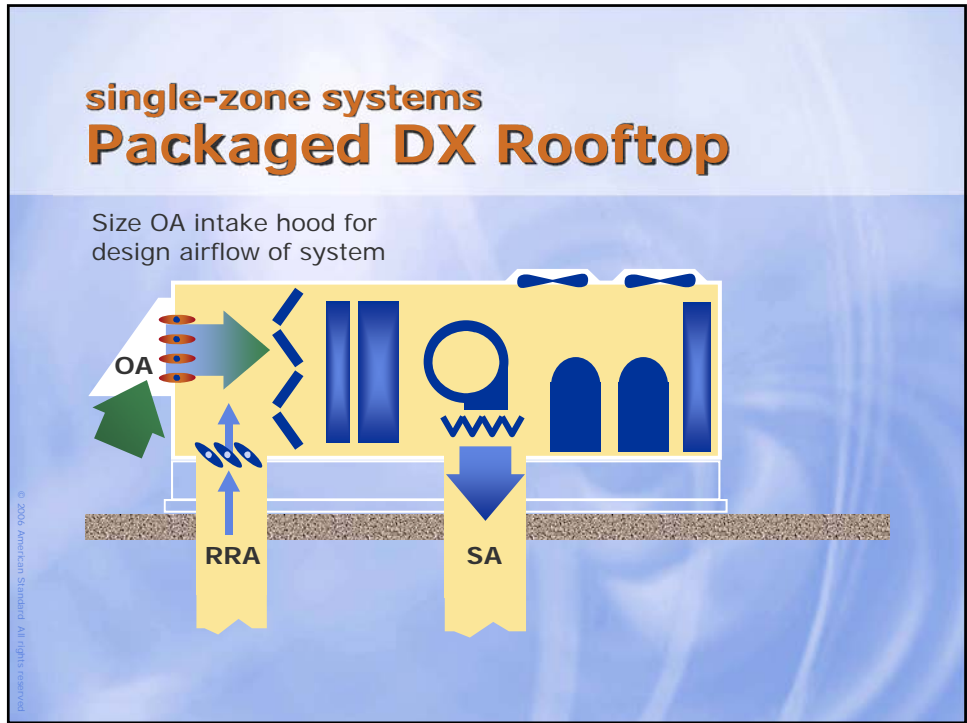 single-zone systems
Packaged DX Rooftop
Size OA intake hood for
design airflow of system
OA
RRA
SA
© 2006 American Standard All rights reserved